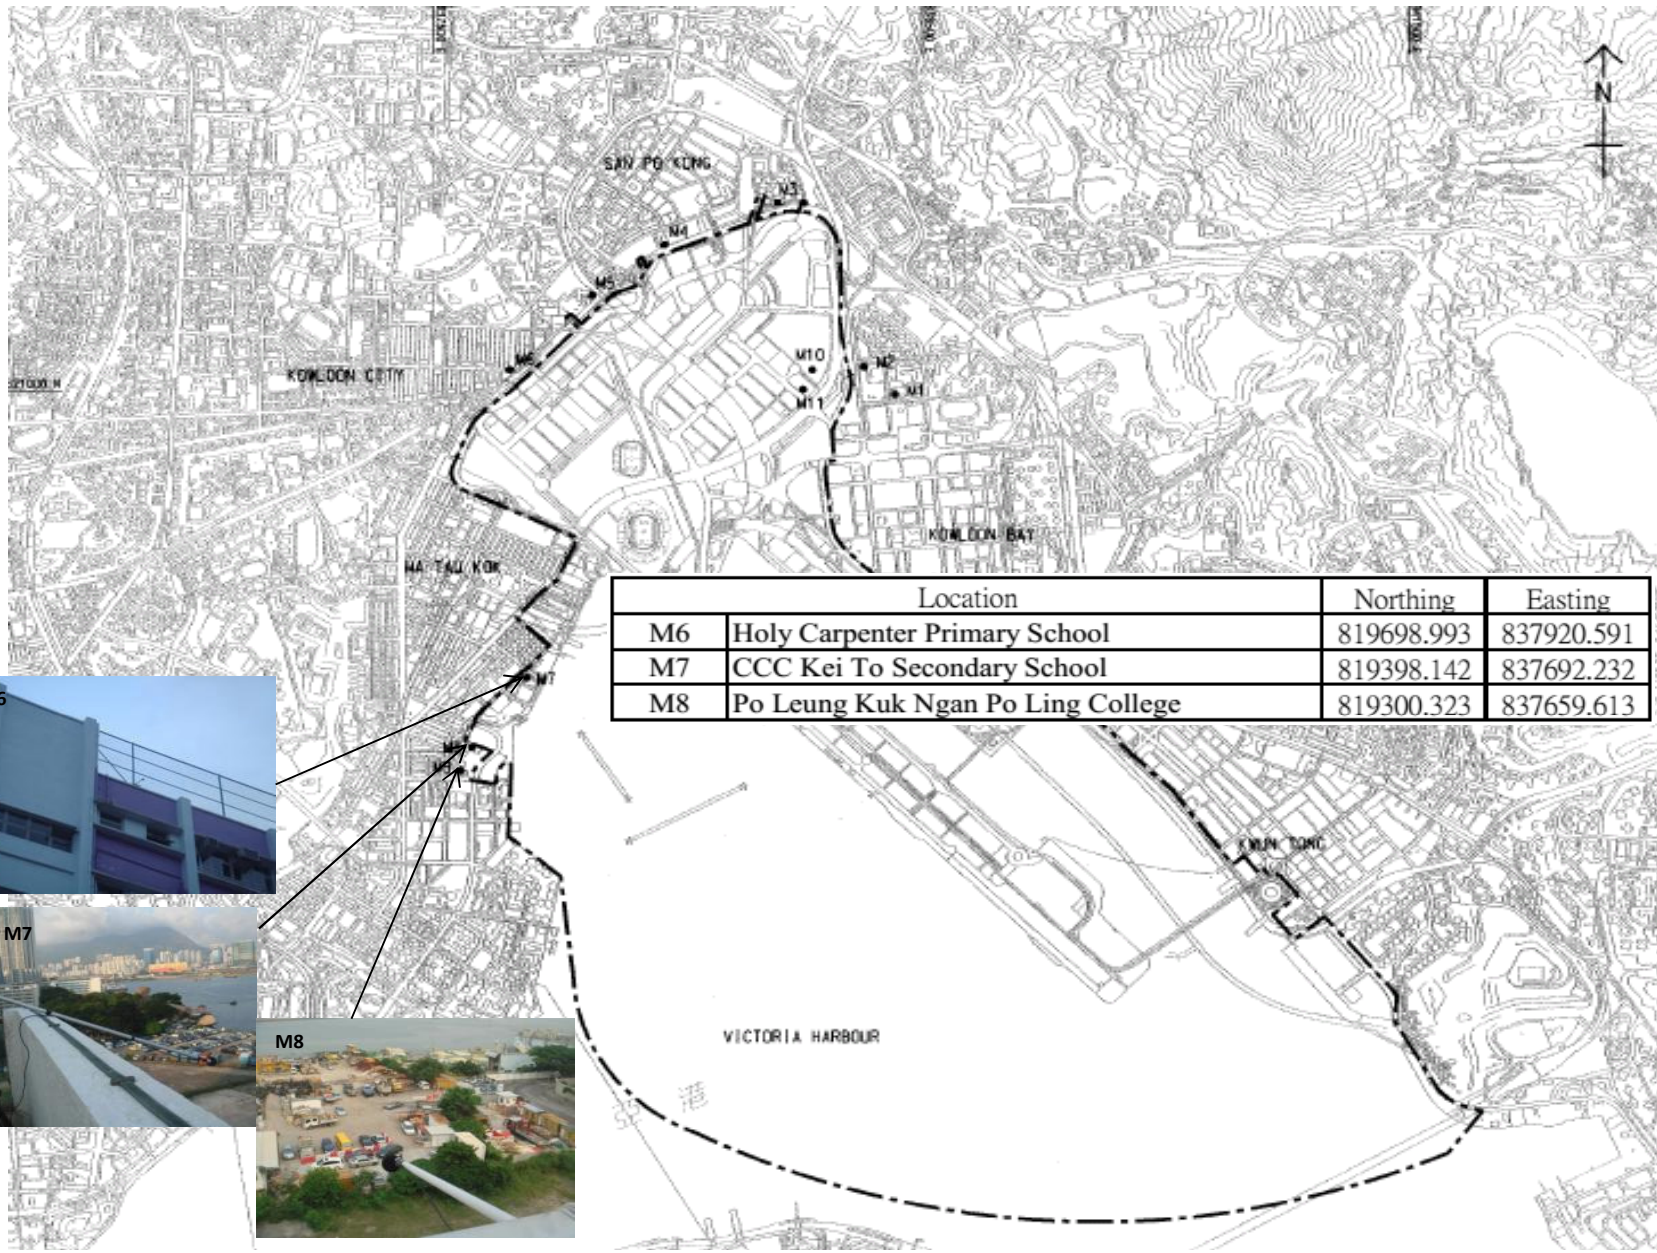 N
SAN PO KONG
M3
M4
M5
M6
KOWLOON CITY
M10
M2
M1
M11
KOWLOON BAY
MA TAU KOK
Location Northing Easting
M6 Holy Carpenter Primary School 819698.993 837920.591
M7 CCC Kei To Secondary School 819398.142 837692.232
M8 Po Leung Kuk Ngan Po Ling College 819300.323 837659.613
M7
M9
KWUN TONG
M7
M8
VICTORIA HARBOUR
港